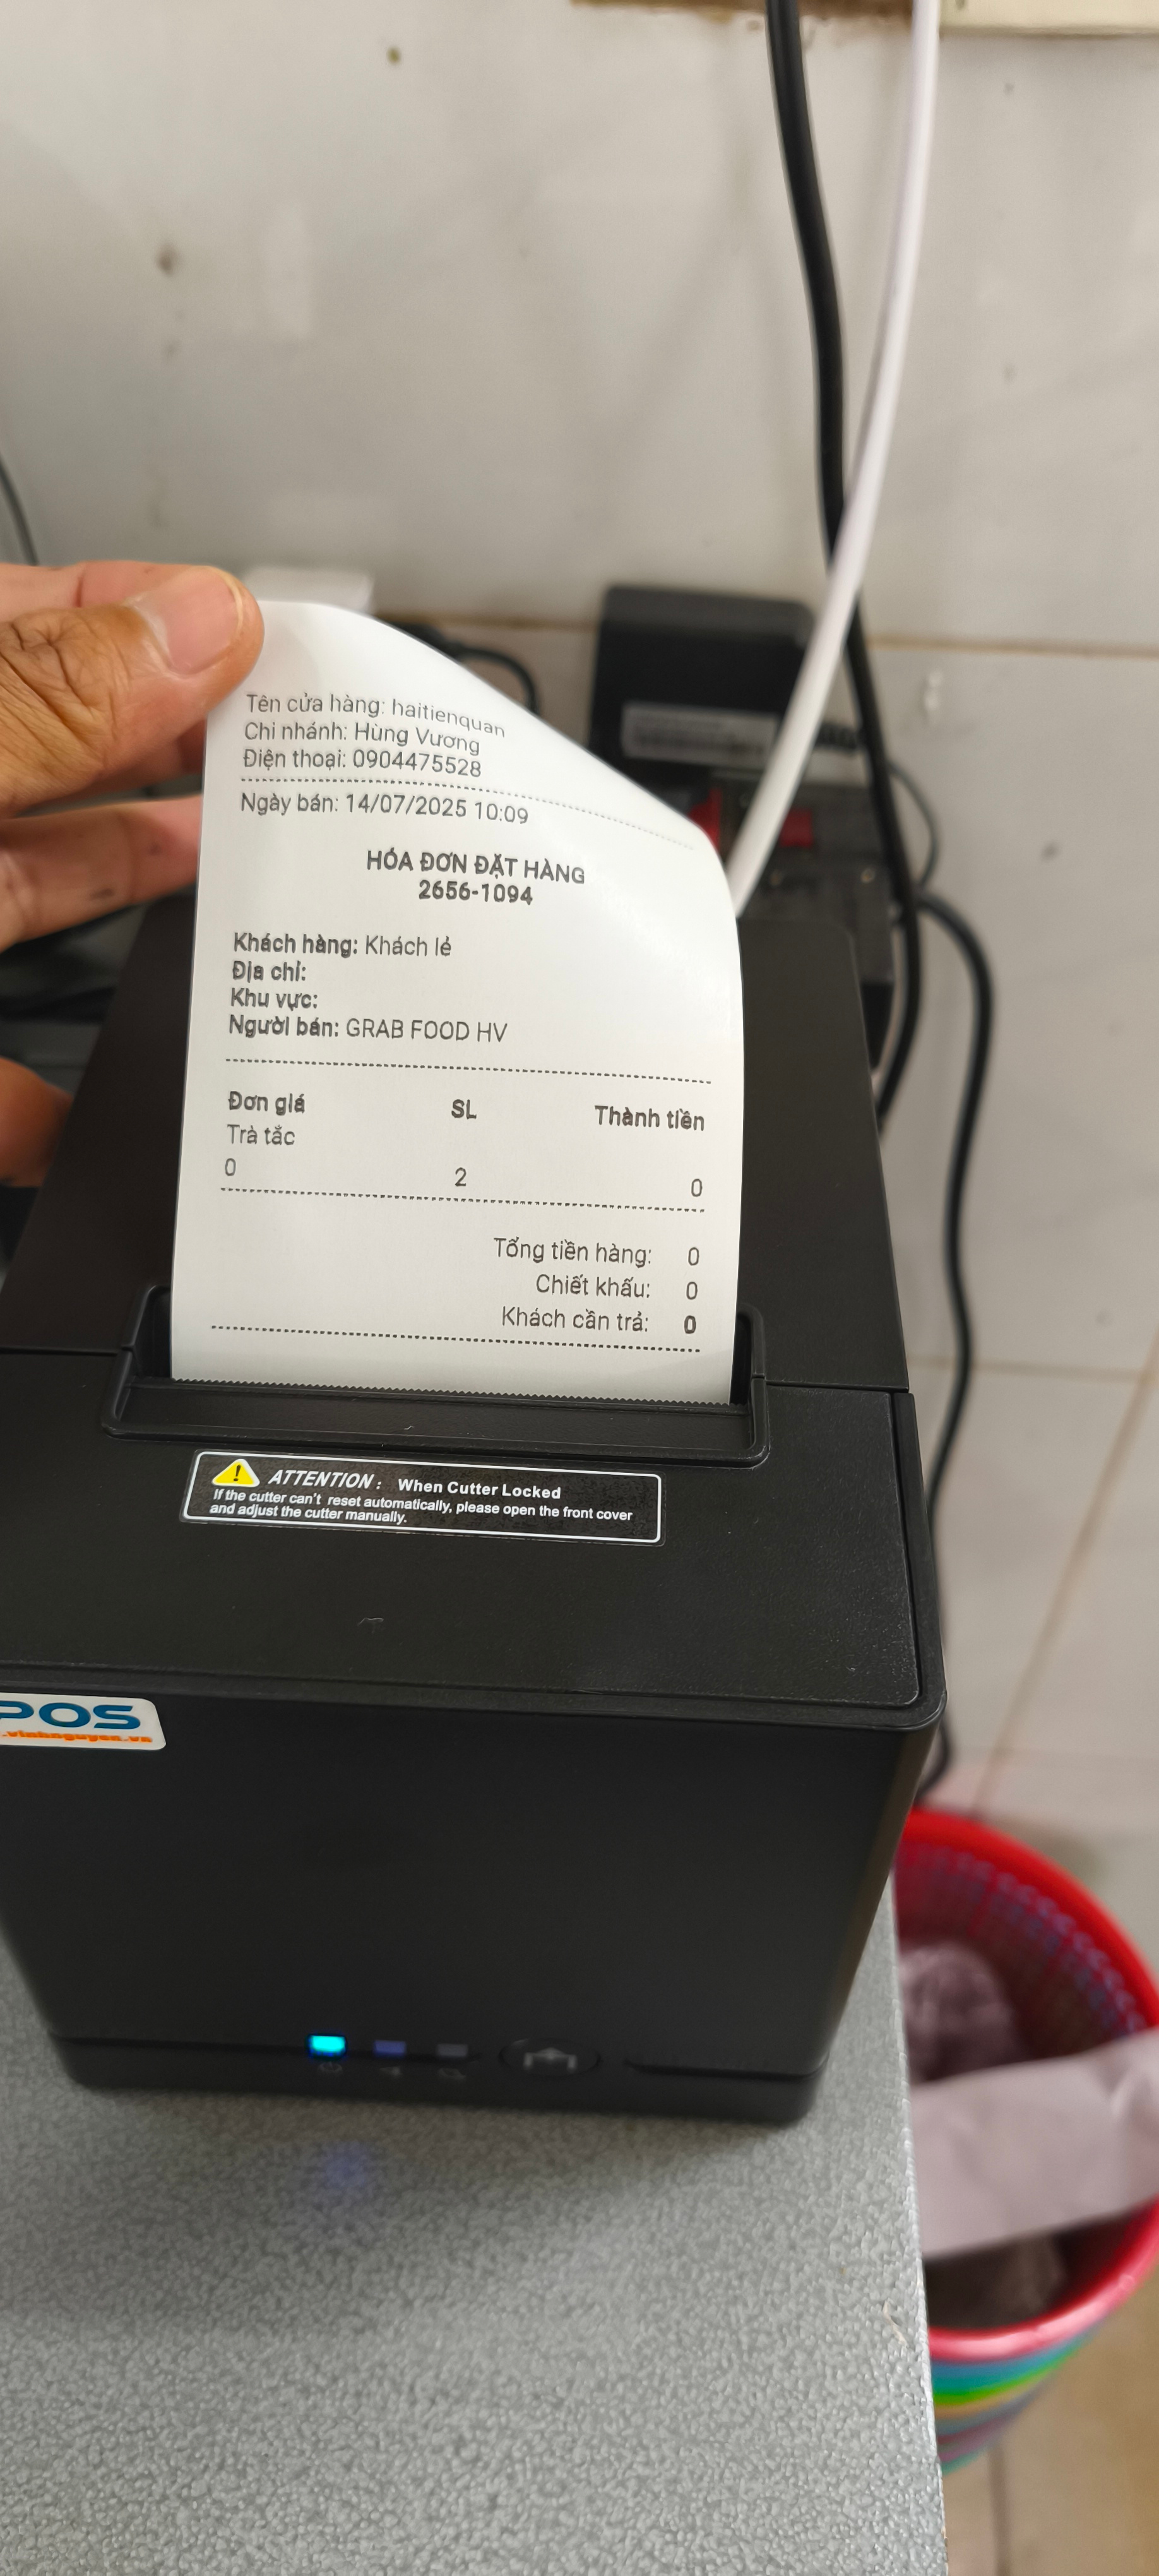 Tên cửa hàng: haitienquan
Chi nhánh: Hùng Vương
Điện thoại: 0904475528
Ngày bán: 14/07/2025 10:09
HÓA ĐƠN ĐẶT HÀNG
2656-1094
Khách hàng: Khách lẻ
Địa chỉ:
Khu vực:
Người bán: GRAB FOOD HV
Đơn giá SL Thành tiền
Trà tắc
0 2 0
Tổng tiền hàng: 0
Chiết khấu: 0
Khách cần trả: 0
ATTENTION : When Cutter Locked
If the cutter can't reset automatically, please open the front cover
and adjust the cutter manually.
POS
.vinhnguyen.vn